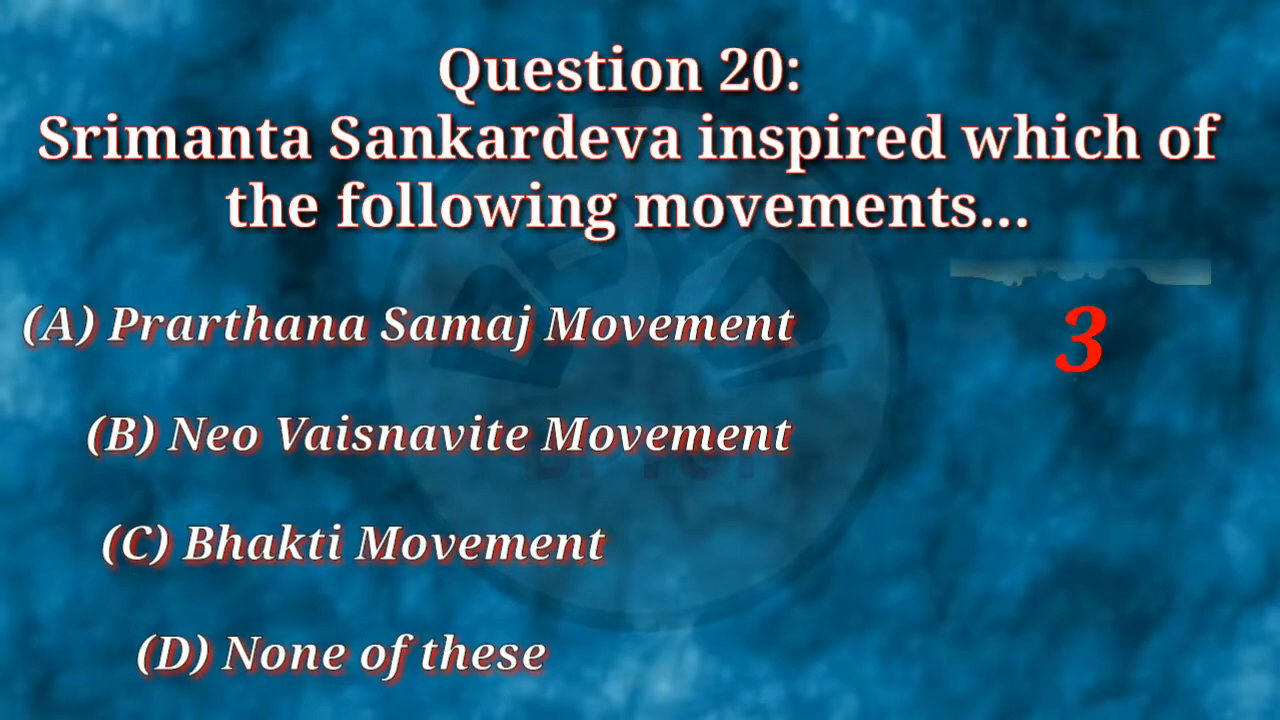 Question 20:
Srimanta Sankardeva inspired which of
the following movements...
(A) Prarthana Samaj Movement
3
(B) Neo Vaisnavite Movement
(C) Bhakti Movement
(D) None of these